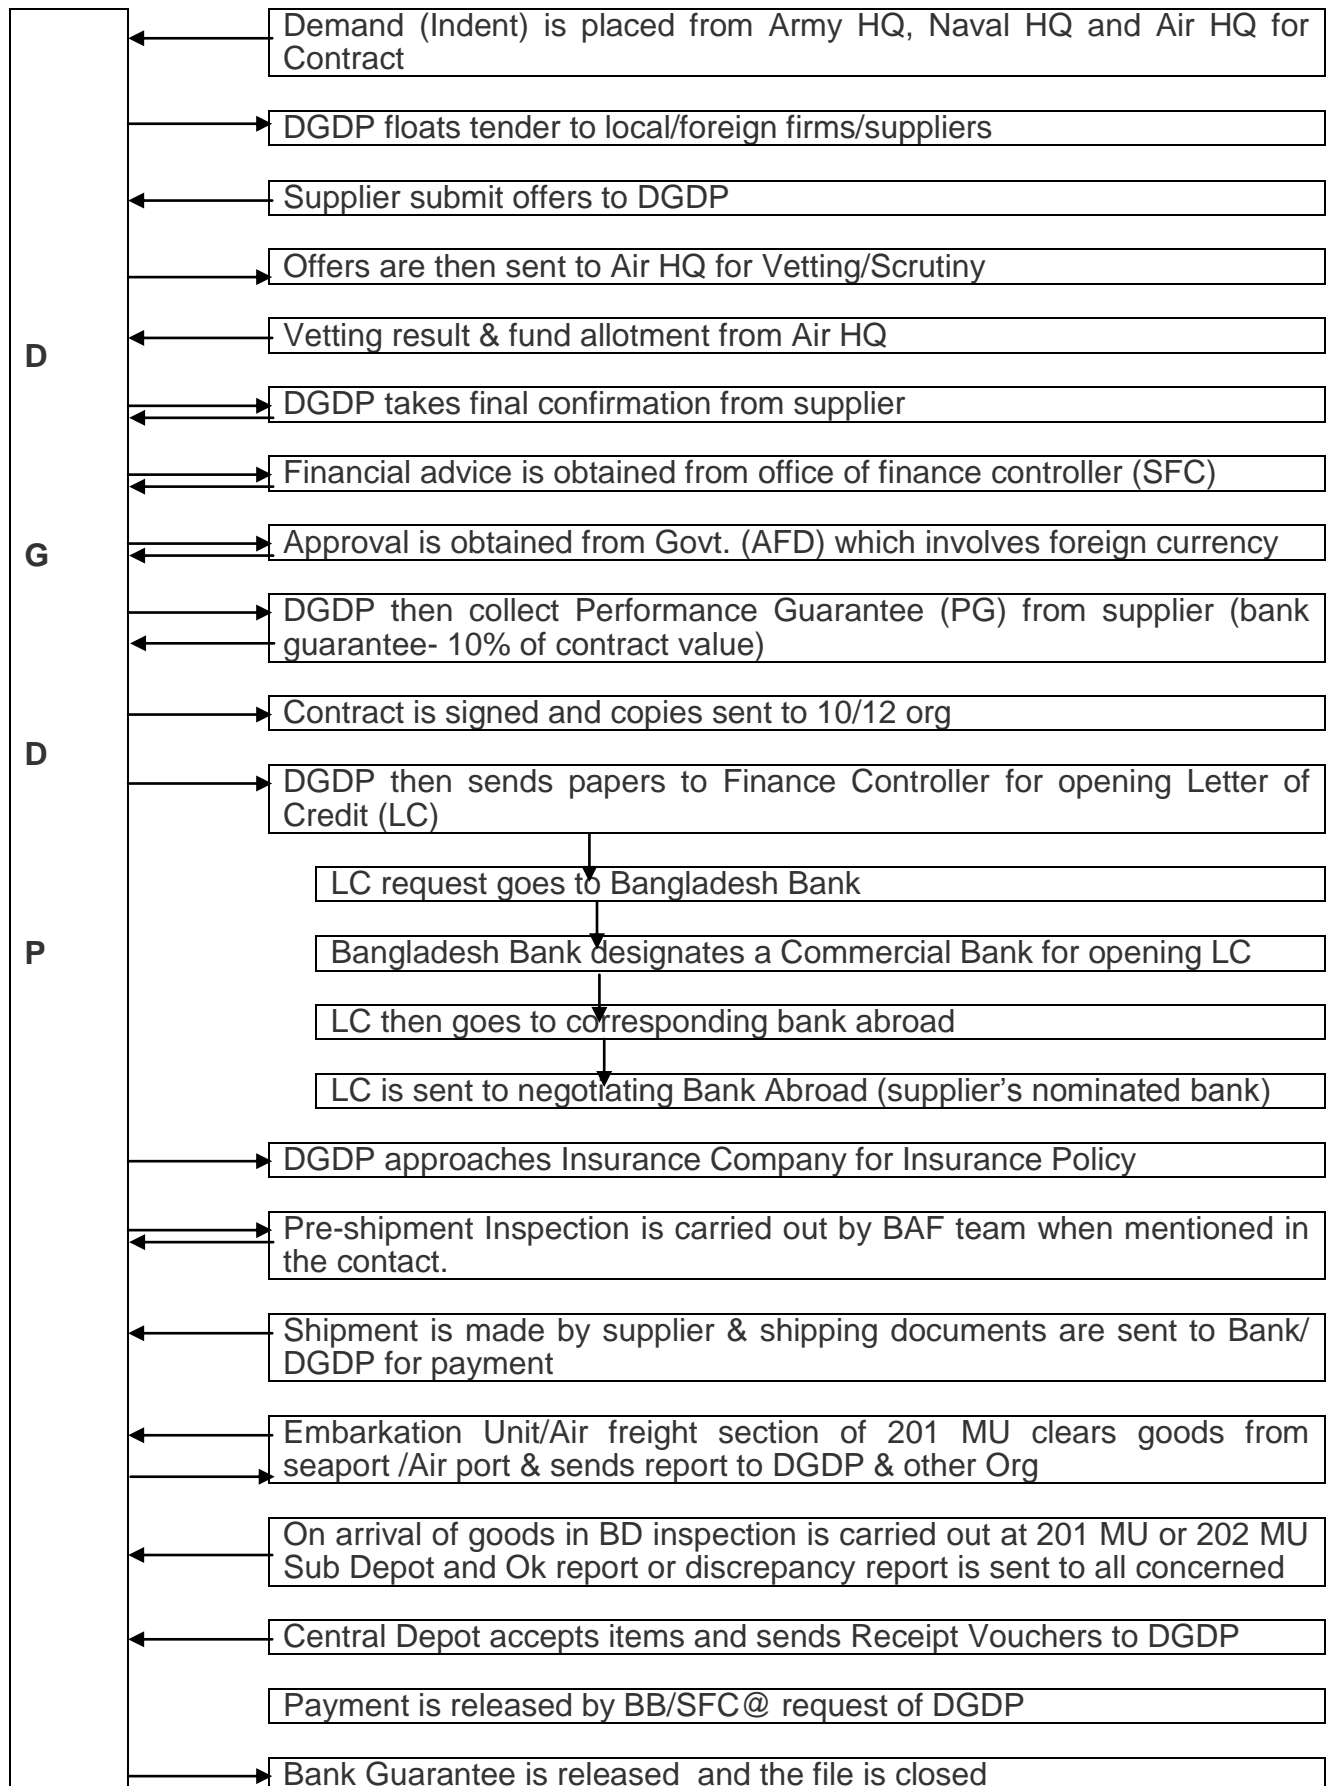 Demand (Indent) is placed from Army HQ, Naval HQ and Air HQ for
Contract
DGDP floats tender to local/foreign firms/suppliers
Supplier submit offers to DGDP
Offers are then sent to Air HQ for Vetting/Scrutiny
Vetting result & fund allotment from Air HQ
D
DGDP takes final confirmation from supplier
Financial advice is obtained from office of finance controller (SFC)
Approval is obtained from Govt. (AFD) which involves foreign currency
G
DGDP then collect Performance Guarantee (PG) from supplier (bank
guarantee- 10% of contract value)
Contract is signed and copies sent to 10/12 org
D
DGDP then sends papers to Finance Controller for opening Letter of
Credit (LC)
LC request goes to Bangladesh Bank
Bangladesh Bank designates a Commercial Bank for opening LC
P
LC then goes to corresponding bank abroad
LC is sent to negotiating Bank Abroad (supplier’s nominated bank)
DGDP approaches Insurance Company for Insurance Policy
Pre-shipment Inspection is carried out by BAF team when mentioned in
the contact.
Shipment is made by supplier & shipping documents are sent to Bank/
DGDP for payment
Embarkation Unit/Air freight section of 201 MU clears goods from
seaport /Air port & sends report to DGDP & other Org
On arrival of goods in BD inspection is carried out at 201 MU or 202 MU
Sub Depot and Ok report or discrepancy report is sent to all concerned
Central Depot accepts items and sends Receipt Vouchers to DGDP
Payment is released by BB/SFC@ request of DGDP
Bank Guarantee is released and the file is closed